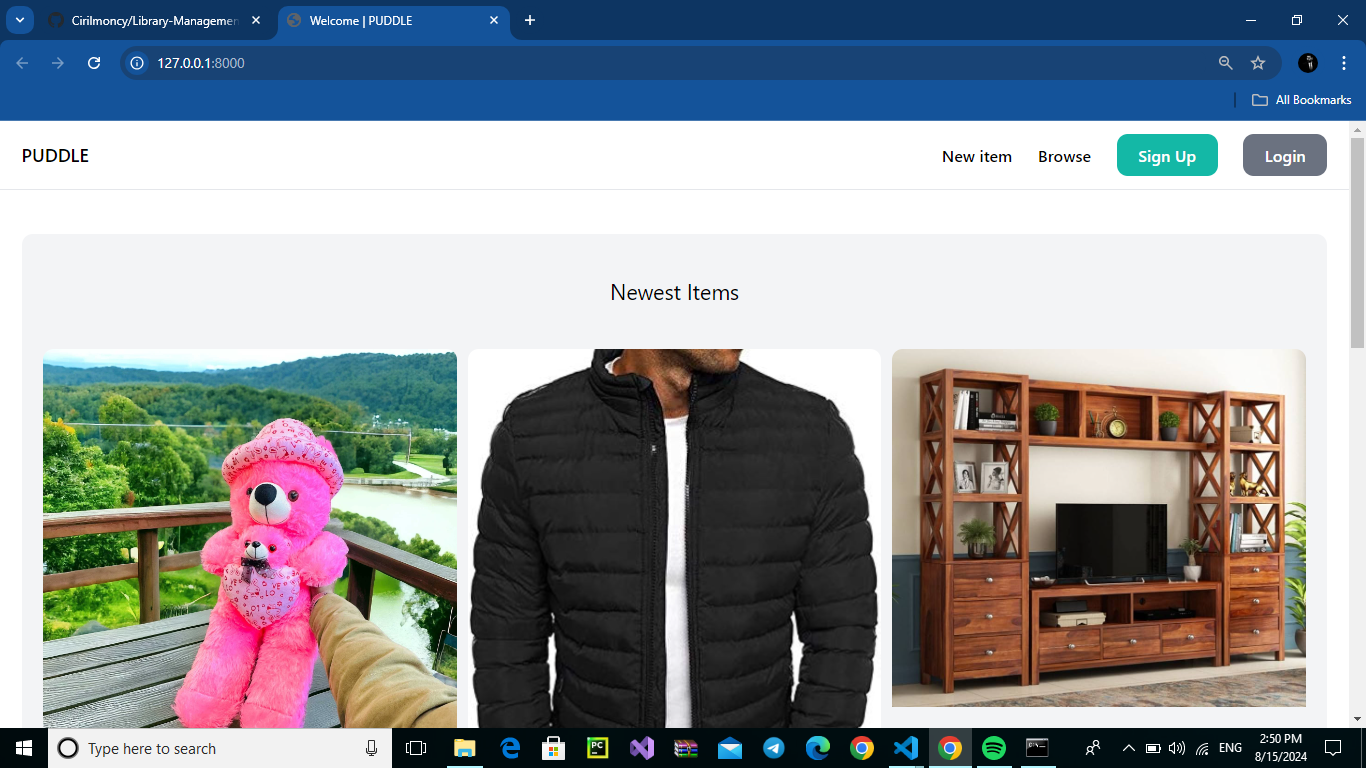 Cirilmoncy/Library-Managemen
Welcome | PUDDLE
127.0.0.1:8000
All Bookmarks
PUDDLE
New item
Browse
Sign Up
Login
Newest Items
Type here to search
ENG
2:50 PM
8/15/2024